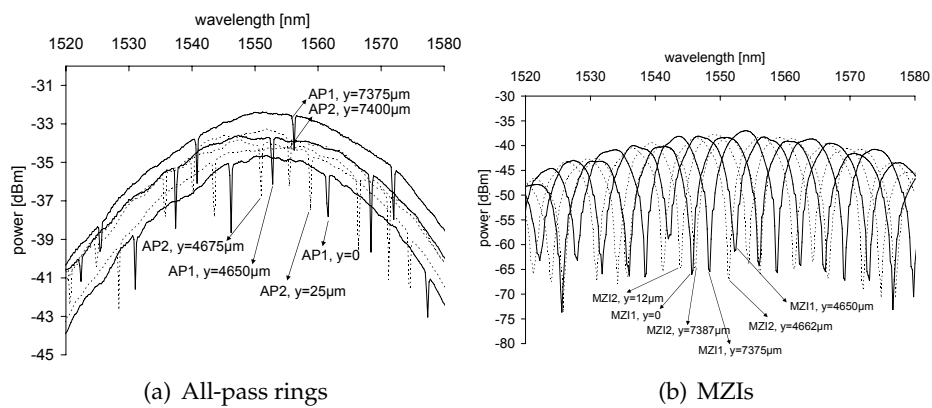 wavelength [nm]
1520 1530 1540 1550 1560 1570 1580
-31
-33
-35
-37
-39
-41
-43
-45
power [dBm]
AP1, y=7375µm
AP2, y=7400µm
AP2, y=4675µm
AP1, y=0
AP1, y=4650µm
AP2, y=25µm
(a) All-pass rings
wavelength [nm]
1520 1530 1540 1550 1560 1570 1580
-30
-35
-40
-45
-50
-55
-60
-65
-70
-75
-80
power [dBm]
MZI2, y=12µm
MZI1, y=4650µm
MZI1, y=0
MZI2, y=4662µm
MZI2, y=7387µm
MZI1, y=7375µm
(b) MZIs